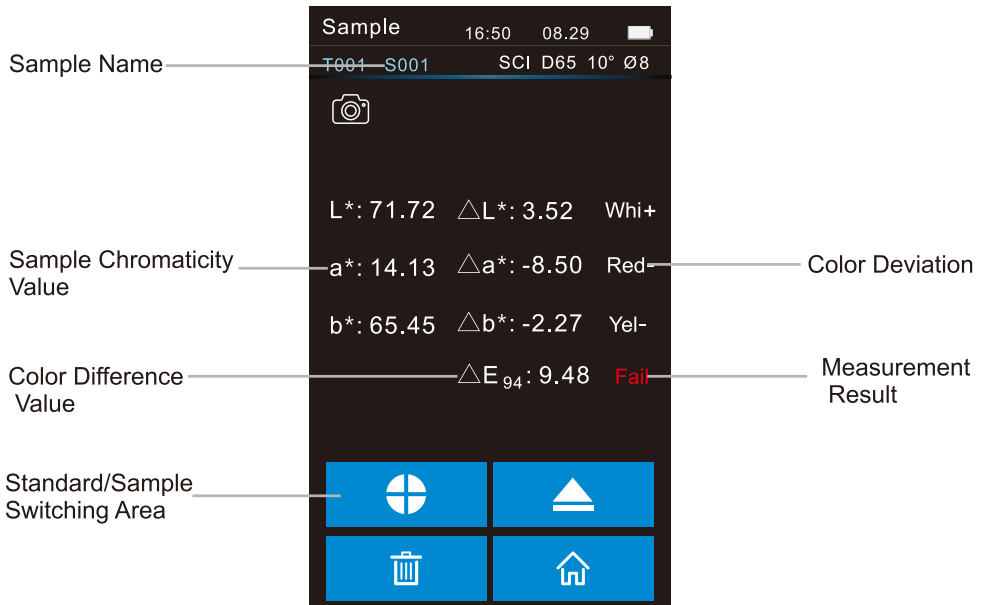 Sample 16:50 08.29
Sample Name
T001 S001 SCI D65 10° Ø8
L*: 71.72 △L*: 3.52 Whi+
Sample Chromaticity
Value
a*: 14.13 △a*: -8.50 Red-
Color Deviation
b*: 65.45 △b*: -2.27 Yel-
Color Difference
Value
△E94: 9.48 Fail
Measurement
Result
Standard/Sample
Switching Area